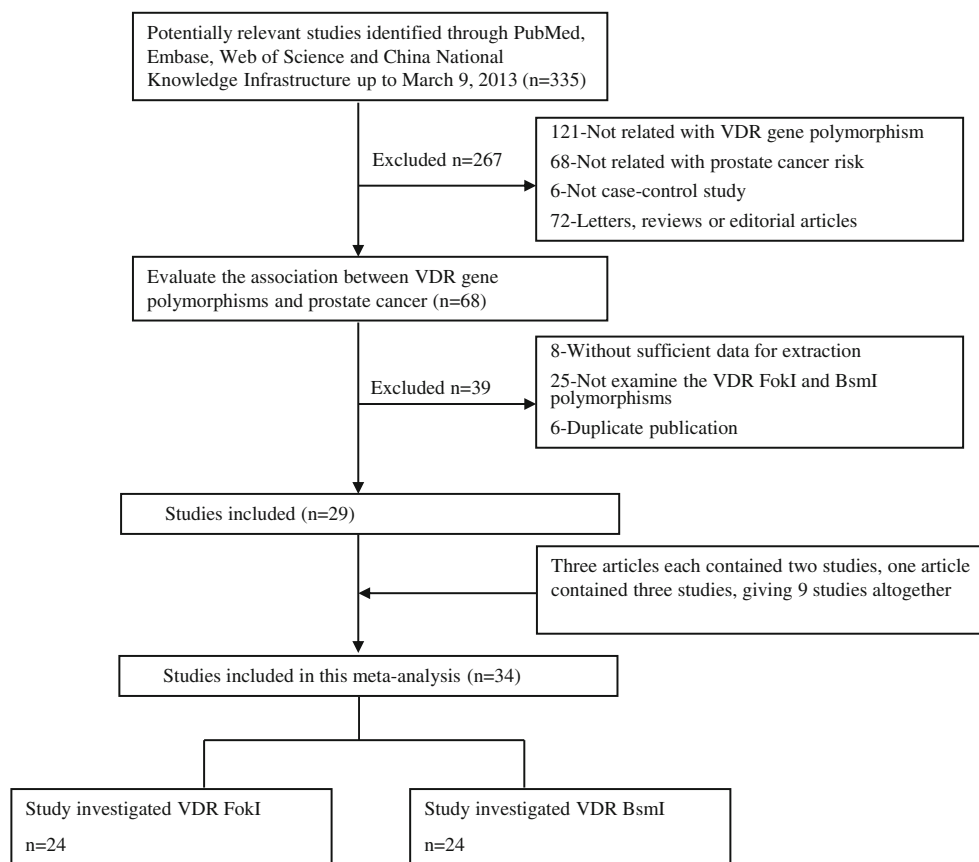 Potentially relevant studies identified through PubMed,
Embase, Web of Science and China National
Knowledge Infrastructure up to March 9, 2013 (n=335)
Excluded n=267
121-Not related with VDR gene polymorphism
68-Not related with prostate cancer risk
6-Not case-control study
72-Letters, reviews or editorial articles
Evaluate the association between VDR gene
polymorphisms and prostate cancer (n=68)
Excluded n=39
8-Without sufficient data for extraction
25-Not examine the VDR FokI and BsmI
polymorphisms
6-Duplicate publication
Studies included (n=29)
Three articles each contained two studies, one article
contained three studies, giving 9 studies altogether
Studies included in this meta-analysis (n=34)
Study investigated VDR FokI
n=24
Study investigated VDR BsmI
n=24